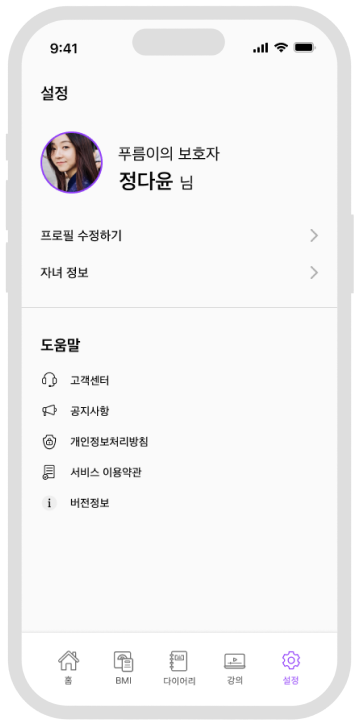 9:41
설정
푸름이의 보호자
정다윤 님
프로필 수정하기
자녀 정보
도움말
고객센터
공지사항
개인정보처리방침
서비스 이용약관
버전정보
홈 BMI 다이어리 강의 설정